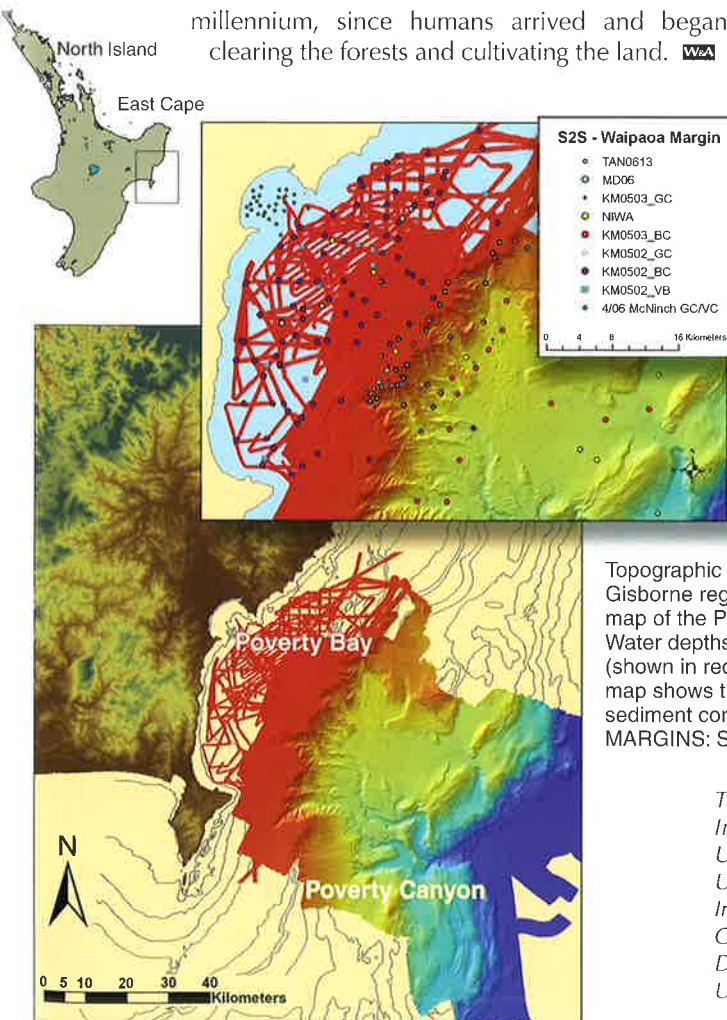 millennium, since humans arrived and began
clearing the forests and cultivating the land. W&A
North Island
East Cape
S2S - Waipaoa Margin
TAN0613
MD06
KM0503_GC
NIWA
KM0503_BC
KM0502_GC
KM0502_BC
KM0502_VB
4/06 McNinch GC/VC
0 4 8 16 Kilometers
Topographic
Gisborne reg
map of the P
Water depths
(shown in red
map shows t
sediment cor
MARGINS: S
Poverty Bay
Poverty Canyon
N
0 5 10 20 30 40
Kilometers
T
In
U
U
In
C
D
U